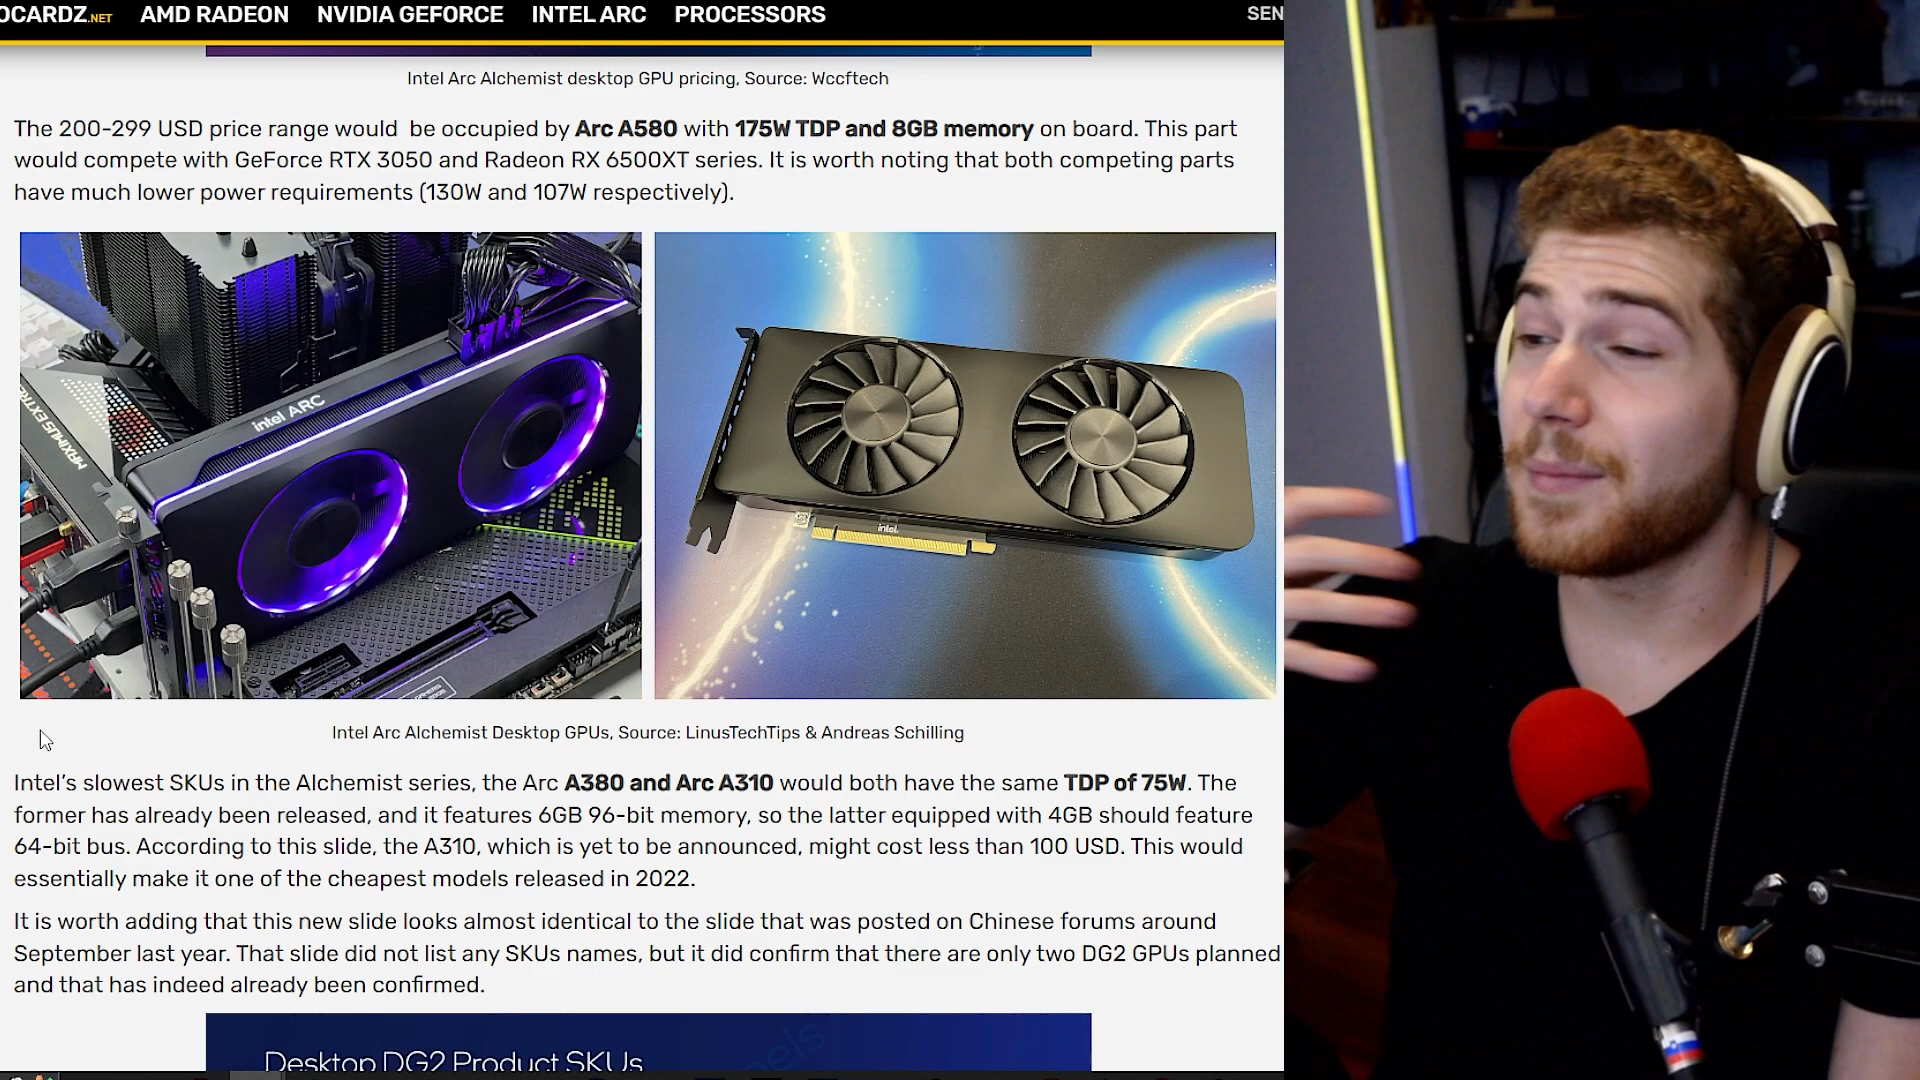 OCARDZ.NET AMD RADEON NVIDIA GEFORCE INTEL ARC PROCESSORS SEN
Intel Arc Alchemist desktop GPU pricing, Source: Wccftech
The 200-299 USD price range would be occupied by Arc A580 with 175W TDP and 8GB memory on board. This part
would compete with GeForce RTX 3050 and Radeon RX 6500XT series. It is worth noting that both competing parts
have much lower power requirements (130W and 107W respectively).
intel ARC
MAXIMUS EXTR
intel.
Intel Arc Alchemist Desktop GPUs, Source: LinusTechTips & Andreas Schilling
Intel's slowest SKUs in the Alchemist series, the Arc A380 and Arc A310 would both have the same TDP of 75W. The
former has already been released, and it features 6GB 96-bit memory, so the latter equipped with 4GB should feature
64-bit bus. According to this slide, the A310, which is yet to be announced, might cost less than 100 USD. This would
essentially make it one of the cheapest models released in 2022.
It is worth adding that this new slide looks almost identical to the slide that was posted on Chinese forums around
September last year. That slide did not list any SKUs names, but it did confirm that there are only two DG2 GPUs planned
and that has indeed already been confirmed.
Desktop DG2 Product SKUs